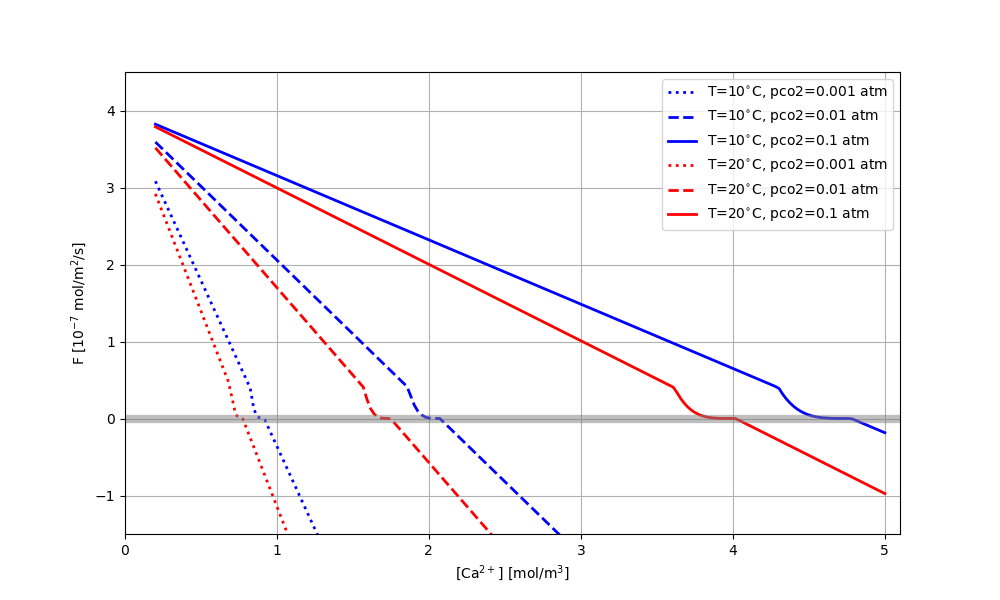 T=10°C, pco2=0.001 atm
T=10°C, pco2=0.01 atm
T=10°C, pco2=0.1 atm
T=20°C, pco2=0.001 atm
T=20°C, pco2=0.01 atm
T=20°C, pco2=0.1 atm
4
3
2
1
0
−1
F [10⁻⁷ mol/m²/s]
0 1 2 3 4 5
[Ca²⁺] [mol/m³]